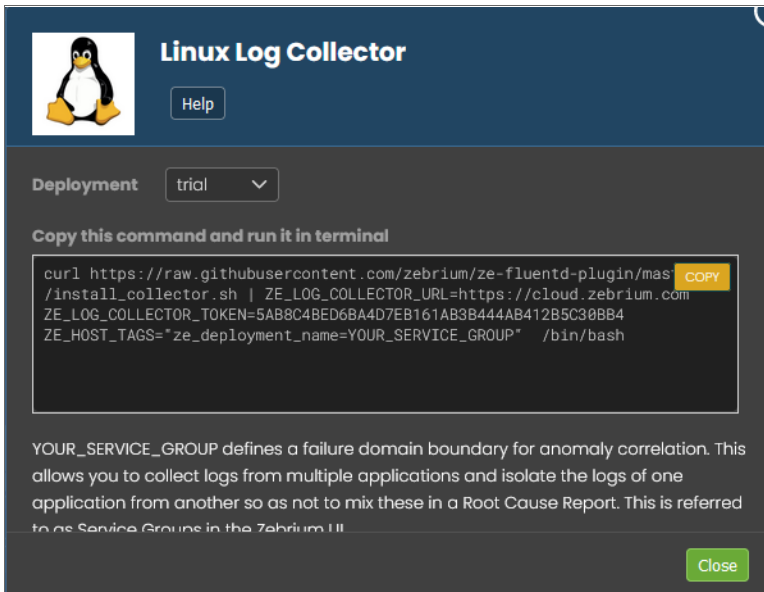 Linux Log Collector
Help
Deployment trial
Copy this command and run it in terminal
COPY
curl https://raw.githubusercontent.com/zebrium/ze-fluentd-plugin/mas
/install_collector.sh | ZE_LOG_COLLECTOR_URL=https://cloud.zebrium.com
ZE_LOG_COLLECTOR_TOKEN=5AB8C4BED6BA4D7EB161AB3B444AB412B5C30BB4
ZE_HOST_TAGS="ze_deployment_name=YOUR_SERVICE_GROUP" /bin/bash
YOUR_SERVICE_GROUP defines a failure domain boundary for anomaly correlation. This
allows you to collect logs from multiple applications and isolate the logs of one
application from another so as not to mix these in a Root Cause Report. This is referred
to as Service Groups in the Zebrium UI
Close